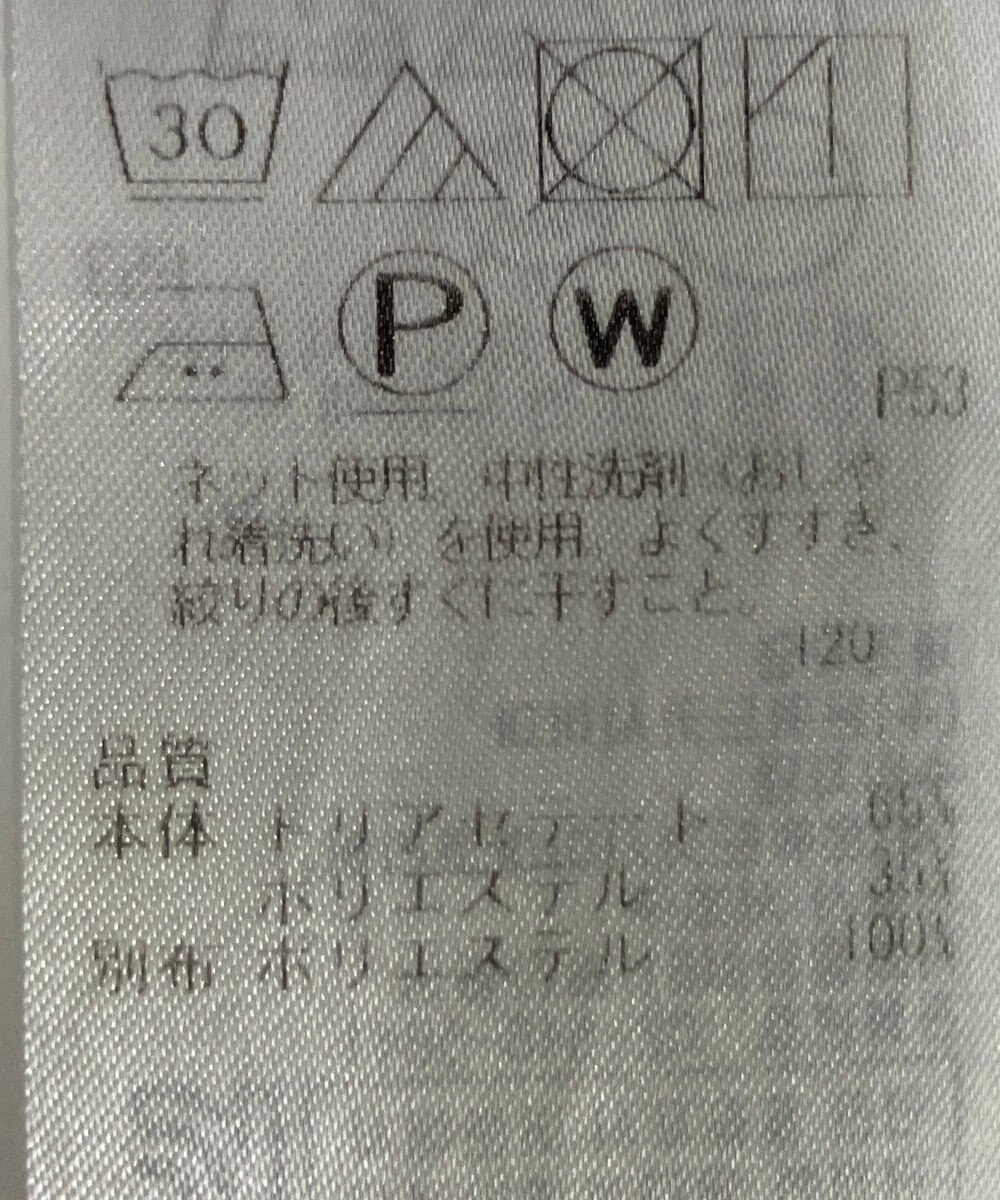 30
P W
P53
ネット使用 中性洗剤（おしゃ
れ着洗い）を使用 よくすすぎ、
絞りの後すぐに干すこと。
120
品質
本体 トリアセテート 65%
ポリエステル 35%
別布 ポリエステル 100%